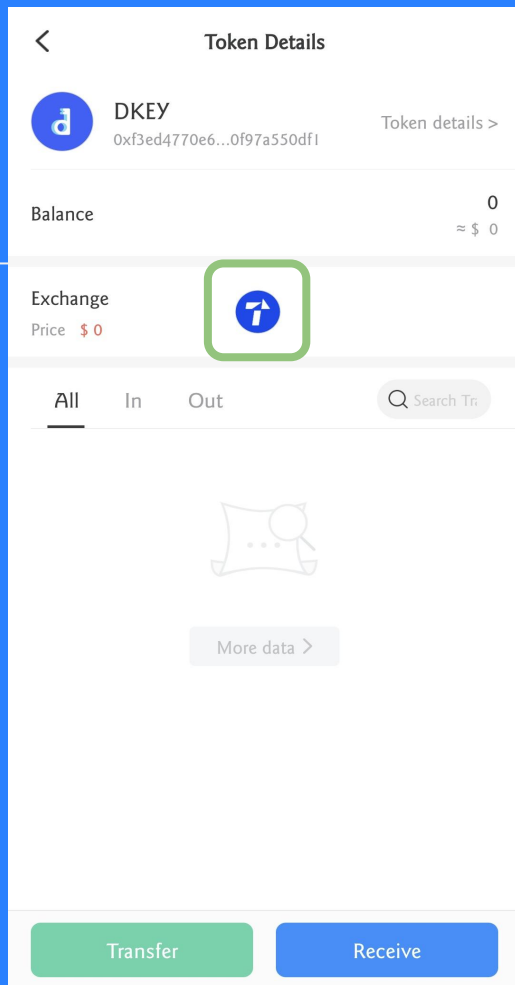 Token Details
DKEY
0xf3ed4770e6...0f97a550df1
Token details >
Balance
0
≈ $ 0
Exchange
Price $ 0
All In Out Search Tr
More data >
Transfer Receive